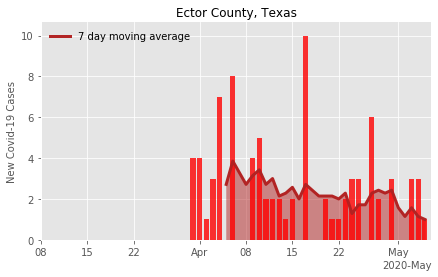 Ector County, Texas
7 day moving average
New Covid-19 Cases
10
8
6
4
2
0
08 15 22 Apr 08 15 22 May
2020-May